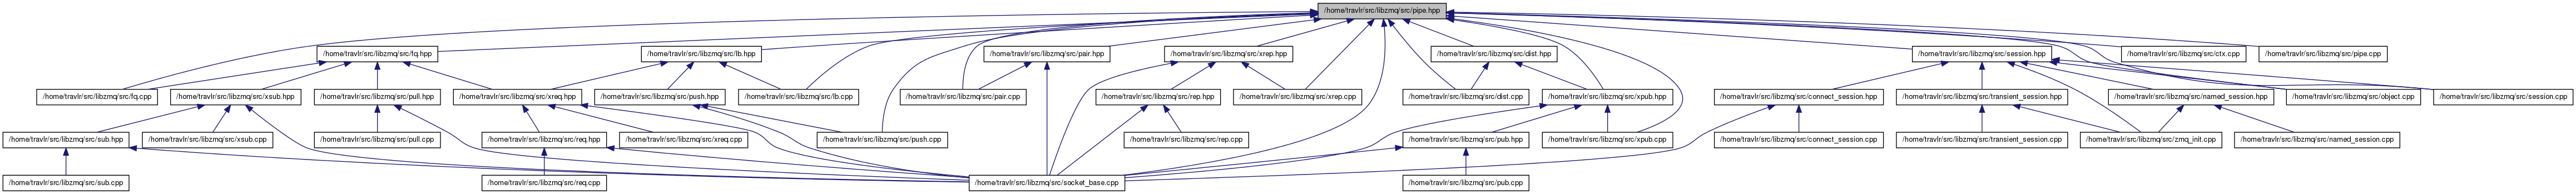 /home/travlr/src/libzmq/src/pipe.hpp
/home/travlr/src/libzmq/src/fq.hpp
/home/travlr/src/libzmq/src/lb.hpp
/home/travlr/src/libzmq/src/pair.hpp
/home/travlr/src/libzmq/src/xrep.hpp
/home/travlr/src/libzmq/src/dist.hpp
/home/travlr/src/libzmq/src/session.hpp
/home/travlr/src/libzmq/src/ctx.cpp
/home/travlr/src/libzmq/src/pipe.cpp
/home/travlr/src/libzmq/src/fq.cpp
/home/travlr/src/libzmq/src/xsub.hpp
/home/travlr/src/libzmq/src/pull.hpp
/home/travlr/src/libzmq/src/xreq.hpp
/home/travlr/src/libzmq/src/push.hpp
/home/travlr/src/libzmq/src/lb.cpp
/home/travlr/src/libzmq/src/pair.cpp
/home/travlr/src/libzmq/src/rep.hpp
/home/travlr/src/libzmq/src/xrep.cpp
/home/travlr/src/libzmq/src/dist.cpp
/home/travlr/src/libzmq/src/xpub.hpp
/home/travlr/src/libzmq/src/connect_session.hpp
/home/travlr/src/libzmq/src/transient_session.hpp
/home/travlr/src/libzmq/src/named_session.hpp
/home/travlr/src/libzmq/src/object.cpp
/home/travlr/src/libzmq/src/session.cpp
/home/travlr/src/libzmq/src/sub.hpp
/home/travlr/src/libzmq/src/xsub.cpp
/home/travlr/src/libzmq/src/pull.cpp
/home/travlr/src/libzmq/src/req.hpp
/home/travlr/src/libzmq/src/xreq.cpp
/home/travlr/src/libzmq/src/push.cpp
/home/travlr/src/libzmq/src/rep.cpp
/home/travlr/src/libzmq/src/pub.hpp
/home/travlr/src/libzmq/src/xpub.cpp
/home/travlr/src/libzmq/src/connect_session.cpp
/home/travlr/src/libzmq/src/transient_session.cpp
/home/travlr/src/libzmq/src/zmq_init.cpp
/home/travlr/src/libzmq/src/named_session.cpp
/home/travlr/src/libzmq/src/sub.cpp
/home/travlr/src/libzmq/src/req.cpp
/home/travlr/src/libzmq/src/socket_base.cpp
/home/travlr/src/libzmq/src/pub.cpp